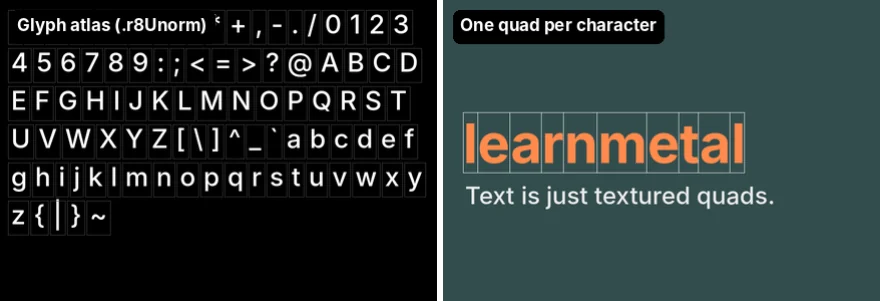 Glyph atlas (.r8Unorm) + , - . / 0 1 2 3
4 5 6 7 8 9 : ; < = > ? @ A B C D
E F G H I J K L M N O P Q R S T
U V W X Y Z [ \ ] ^ _ ` a b c d e f
g h i j k l m n o p q r s t u v w x y
z { | } ~
One quad per character
learnmetal
Text is just textured quads.